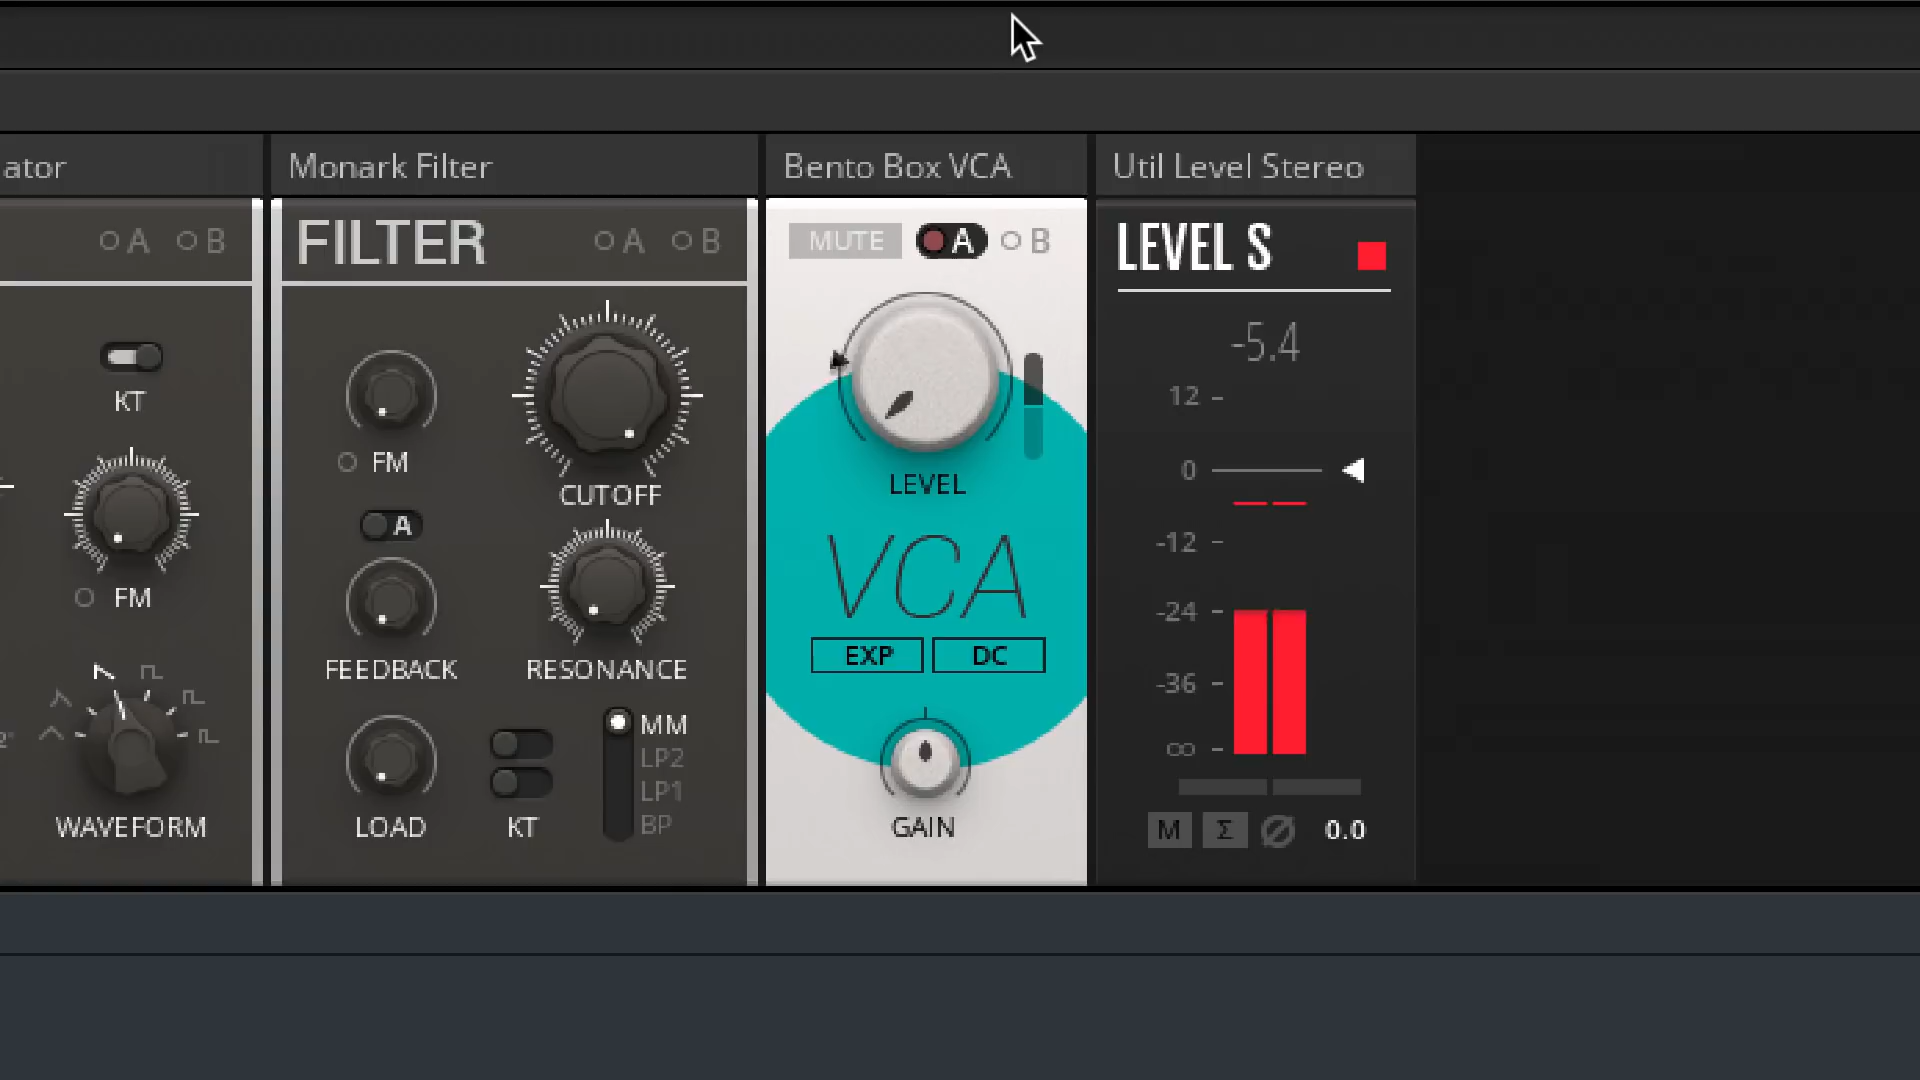 ator
Monark Filter
Bento Box VCA
Util Level Stereo
A B
FILTER
A B
MUTE A B
LEVEL S
-5.4
KT
FM
CUTOFF
LEVEL
12
0
-12
-24
-36
∞
A
FM
FEEDBACK
RESONANCE
VCA
EXP DC
MM
LP2
LP1
BP
WAVEFORM
LOAD
KT
GAIN
M Σ Ø 0.0